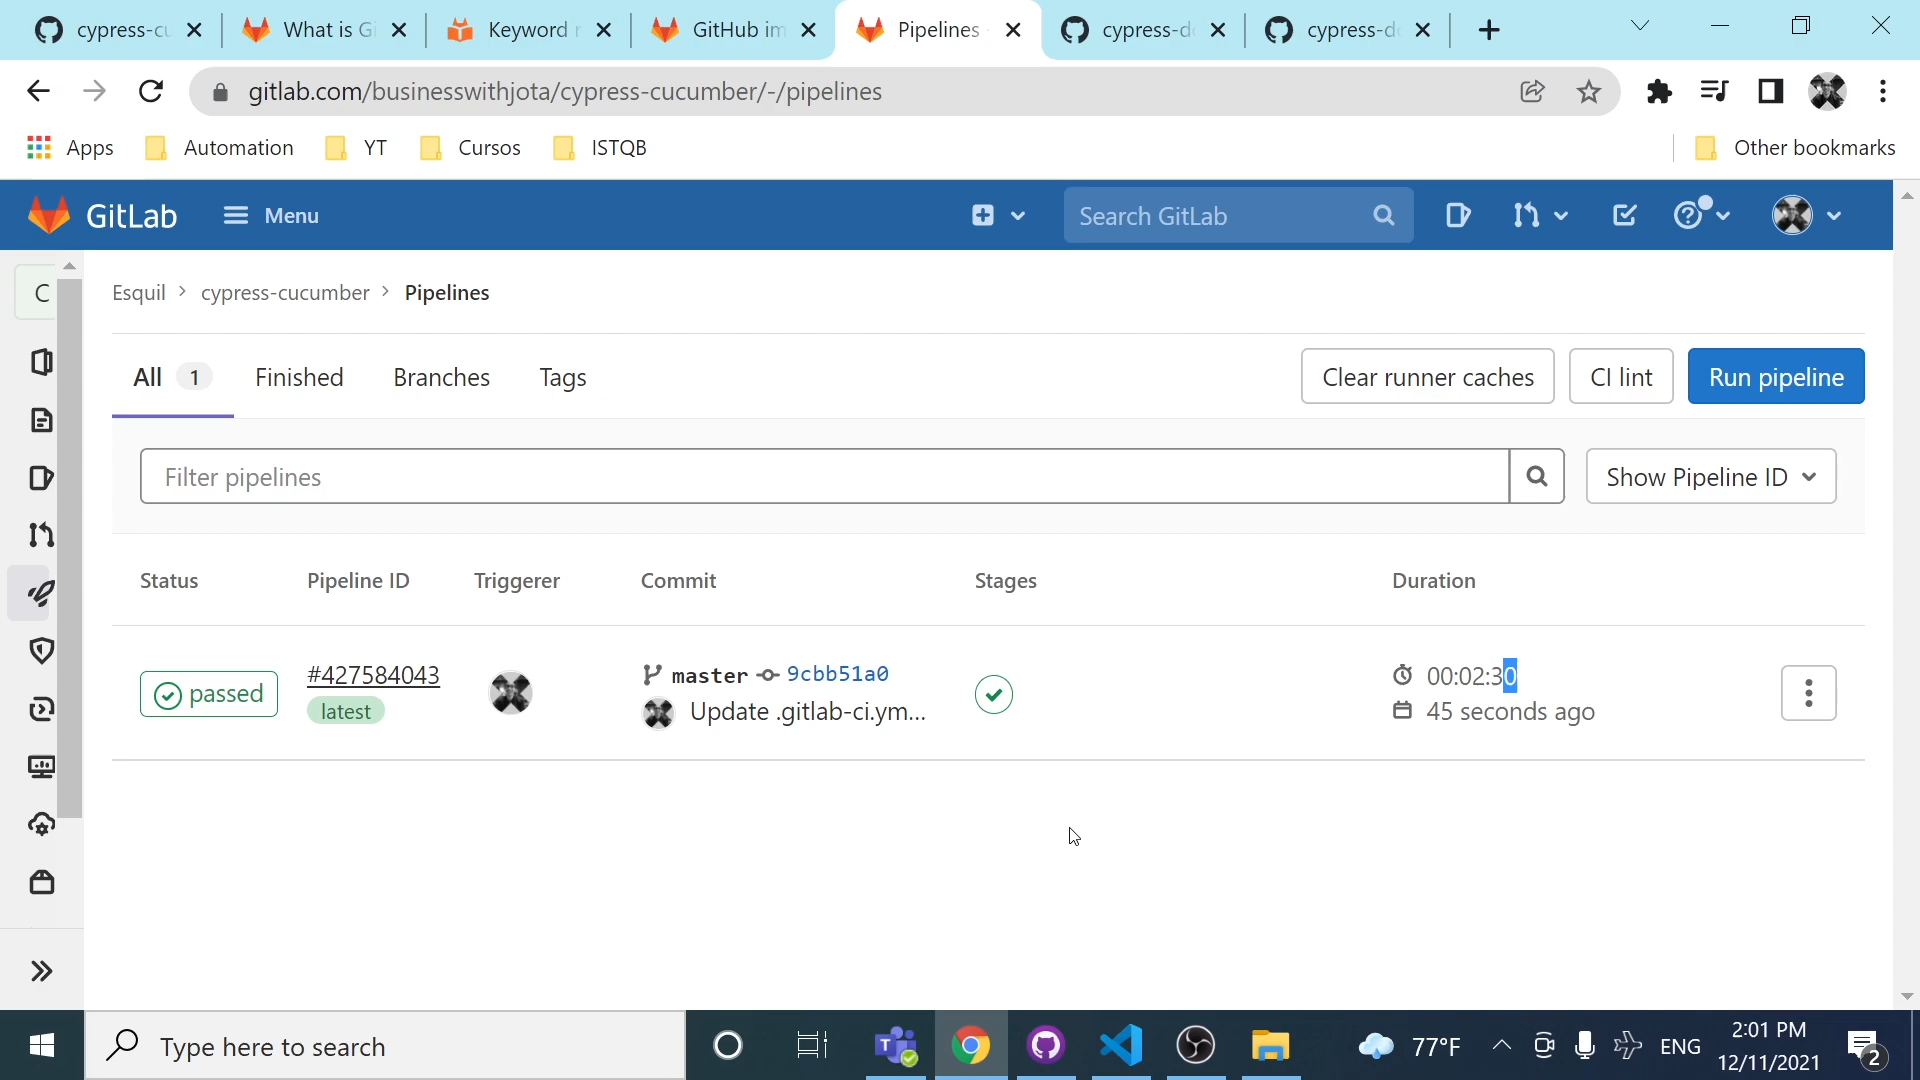 cypress-cu
What is Gi
Keyword r
GitHub im
Pipelines
cypress-do
cypress-do
gitlab.com/businesswithjota/cypress-cucumber/-/pipelines
Apps
Automation
YT
Cursos
ISTQB
Other bookmarks
GitLab
Menu
Search GitLab
C
Esquil > cypress-cucumber > Pipelines
All 1
Finished
Branches
Tags
Clear runner caches
CI lint
Run pipeline
Filter pipelines
Show Pipeline ID
Status
Pipeline ID
Triggerer
Commit
Stages
Duration
passed
#427584043
latest
master 9cbb51a0
Update .gitlab-ci.ym...
00:02:30
45 seconds ago
Type here to search
77°F
ENG
2:01 PM
12/11/2021
2